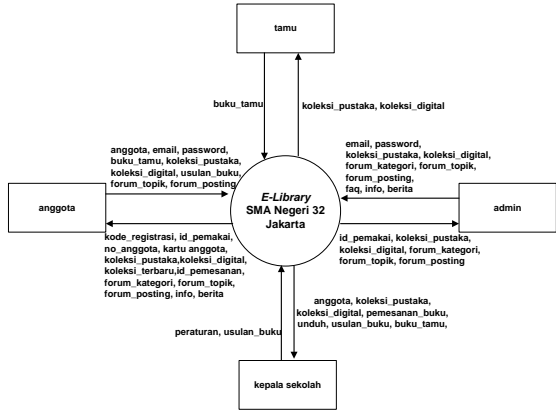 tamu
buku_tamu
koleksi_pustaka, koleksi_digital
anggota, email, password,
buku_tamu, koleksi_pustaka,
koleksi_digital, usulan_buku,
forum_topik, forum_posting
email, password,
koleksi_pustaka, koleksi_digital,
forum_kategori, forum_topik,
forum_posting,
faq, info, berita
anggota
E-Library
SMA Negeri 32
Jakarta
admin
kode_registrasi, id_pemakai,
no_anggota, kartu anggota,
koleksi_pustaka,koleksi_digital,
koleksi_terbaru,id_pemesanan,
forum_kategori, forum_topik,
forum_posting, info, berita
id_pemakai, koleksi_pustaka,
koleksi_digital, forum_kategori,
forum_topik, forum_posting
peraturan, usulan_buku
anggota, koleksi_pustaka,
koleksi_digital, pemesanan_buku,
unduh, usulan_buku, buku_tamu,
kepala sekolah